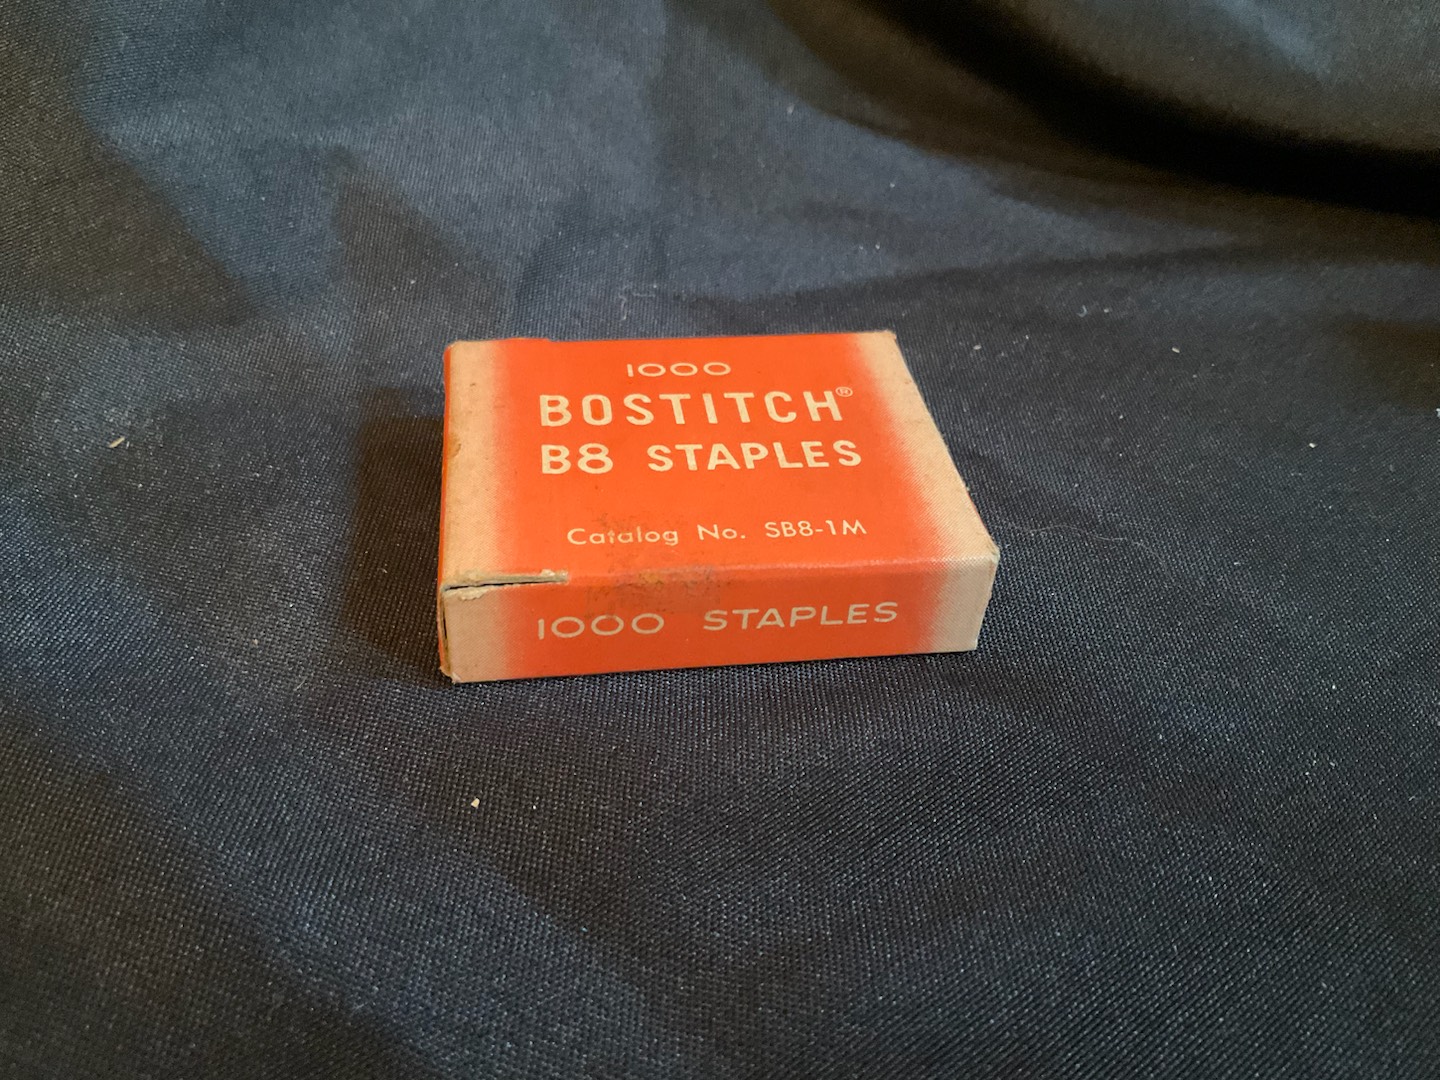 1000
BOSTITCH®
B8 STAPLES
Catalog No. SB8-1M
1000 STAPLES